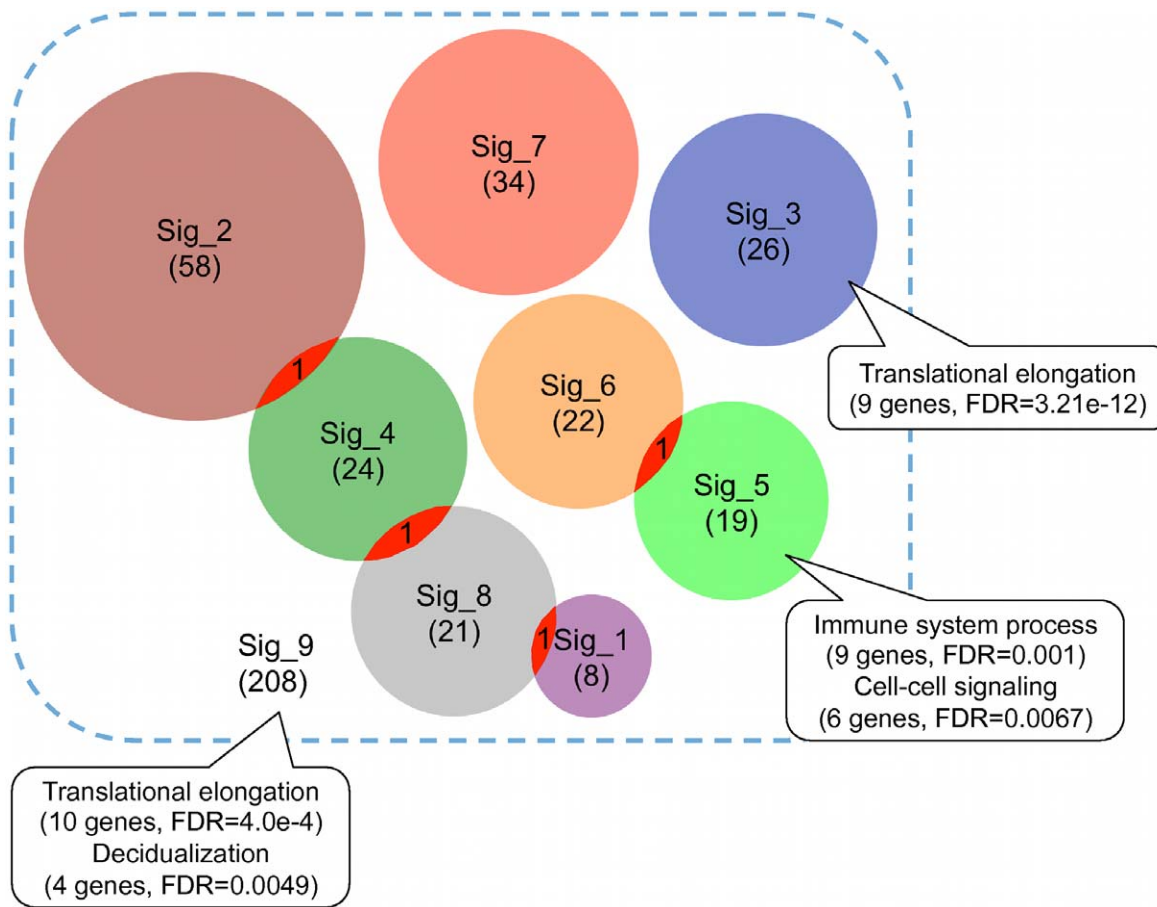 Sig_7
(34)
Sig_2
(58)
Sig_3
(26)
Translational elongation
(9 genes, FDR=3.21e-12)
1
Sig_6
(22)
Sig_4
(24)
1
Sig_5
(19)
1
Sig_8
(21)
1
Sig_1
(8)
Immune system process
(9 genes, FDR=0.001)
Cell-cell signaling
(6 genes, FDR=0.0067)
Sig_9
(208)
Translational elongation
(10 genes, FDR=4.0e-4)
Decidualization
(4 genes, FDR=0.0049)